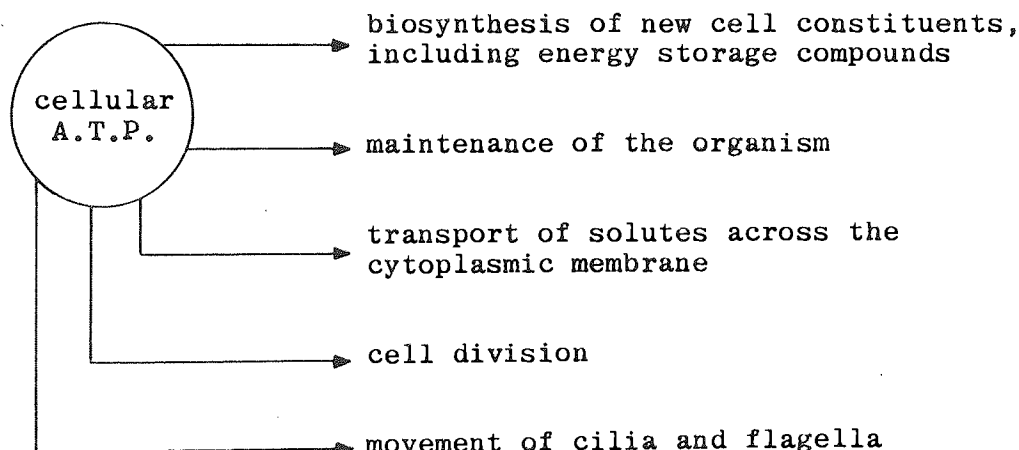 biosynthesis of new cell constituents,
including energy storage compounds
cellular
A.T.P.
maintenance of the organism
transport of solutes across the
cytoplasmic membrane
cell division
movement of cilia and flagella